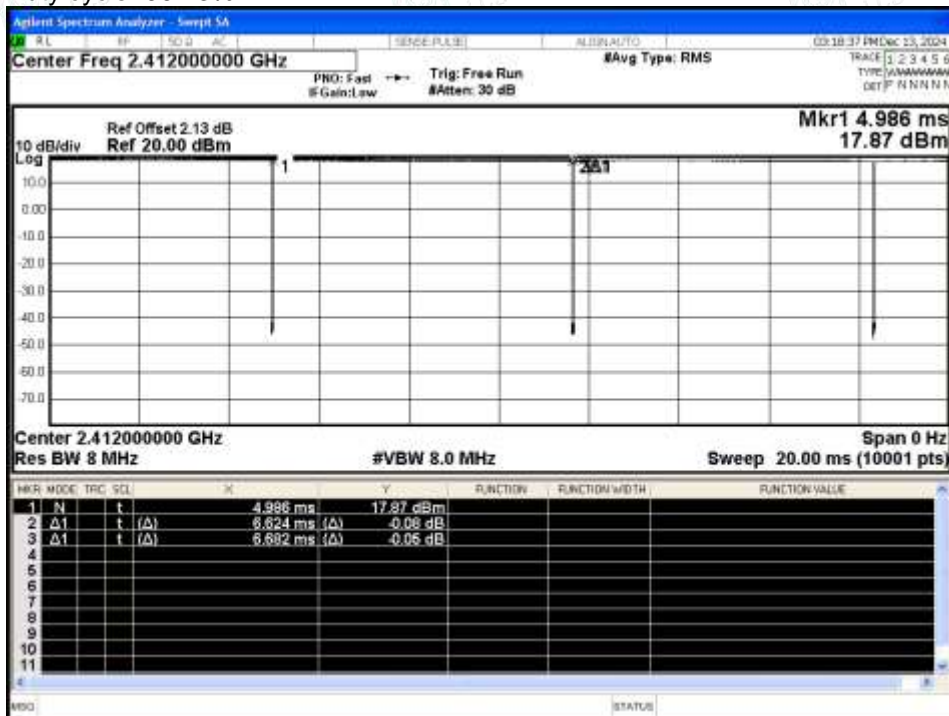 Agilent Spectrum Analyzer - Swept SA
RL RF 50 Ω AC SENSE:PULSE ALIGN AUTO 03:18:37 PM Dec 13, 2024
Center Freq 2.412000000 GHz #Avg Type: RMS TRACE 1 2 3 4 5 6
PNO: Fast Trig: Free Run TYPE
IFGain:Low #Atten: 30 dB DET P N N N N N
Mkr1 4.986 ms
Ref Offset 2.13 dB
10 dB/div Ref 20.00 dBm 17.87 dBm
Log
1
10.0
0.00
-10.0
-20.0
-30.0
-40.0
-50.0
-60.0
-70.0
Center 2.412000000 GHz Span 0 Hz
Res BW 8 MHz #VBW 8.0 MHz Sweep 20.00 ms (10001 pts)
MKR MODE TRC SCL X Y FUNCTION FUNCTION WIDTH FUNCTION VALUE
1 N t 4.986 ms 17.87 dBm
2 Δ1 t (Δ) 6.624 ms (Δ) -0.08 dB
3 Δ1 t (Δ) 6.682 ms (Δ) -0.05 dB
4
5
6
7
8
9
10
11
MSG STATUS